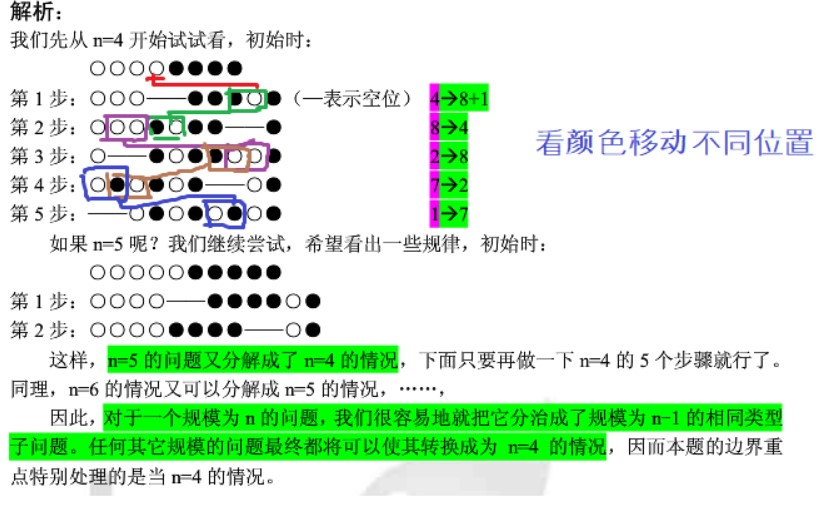 解析：
我们先从 n=4 开始试试看，初始时：
○○○○●●●●
第 1 步：○○○——●●●○●（—表示空位） 4→8+1
第 2 步：○○○●○●●——● 8→4
第 3 步：○——●○●●○○● 2→8
第 4 步：○●○●○●——○● 7→2
第 5 步：——○●○●○●○● 1→7
看颜色移动不同位置
如果 n=5 呢？我们继续尝试，希望看出一些规律，初始时：
○○○○○●●●●●
第 1 步：○○○○——●●●●○●
第 2 步：○○○○●●●●——○●
这样，n=5 的问题又分解成了 n=4 的情况，下面只要再做一下 n=4 的 5 个步骤就行了。
同理，n=6 的情况又可以分解成 n=5 的情况，……，
因此，对于一个规模为 n 的问题，我们很容易地就把它分治成了规模为 n−1 的相同类型
子问题。任何其它规模的问题最终都将可以使其转换成为 n=4 的情况，因而本题的边界重
点特别处理的是当 n=4 的情况。